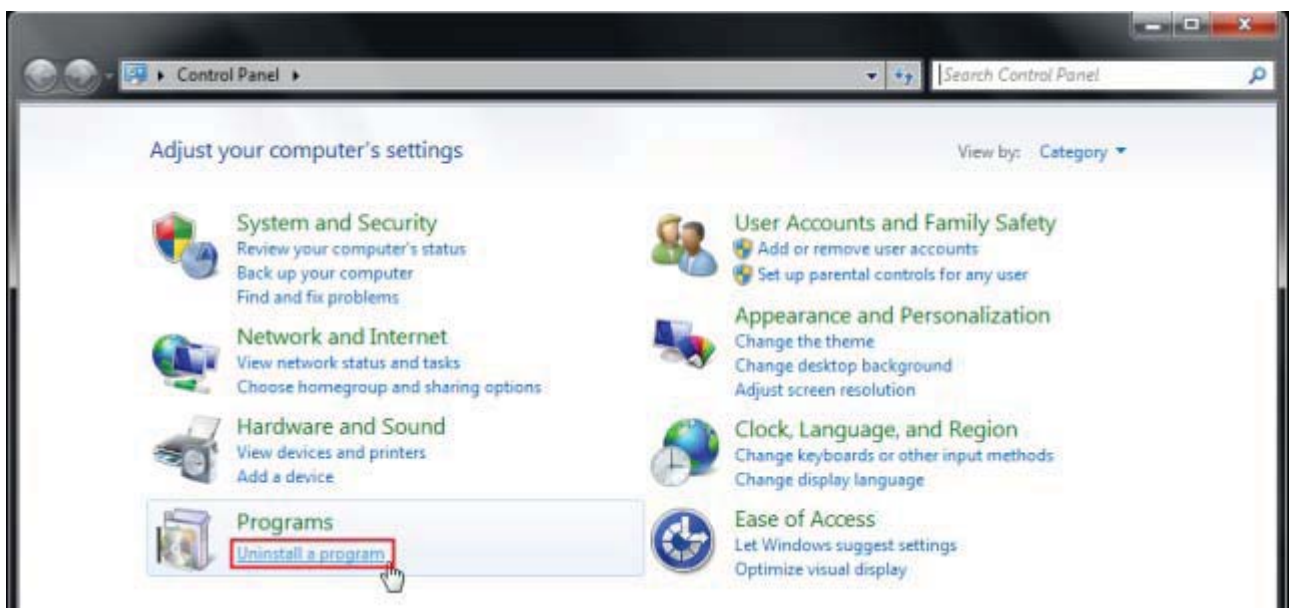 Control Panel
Search Control Panel
Adjust your computer's settings
View by: Category
System and Security
Review your computer's status
Back up your computer
Find and fix problems
Network and Internet
View network status and tasks
Choose homegroup and sharing options
Hardware and Sound
View devices and printers
Add a device
Programs
Uninstall a program
User Accounts and Family Safety
Add or remove user accounts
Set up parental controls for any user
Appearance and Personalization
Change the theme
Change desktop background
Adjust screen resolution
Clock, Language, and Region
Change keyboards or other input methods
Change display language
Ease of Access
Let Windows suggest settings
Optimize visual display